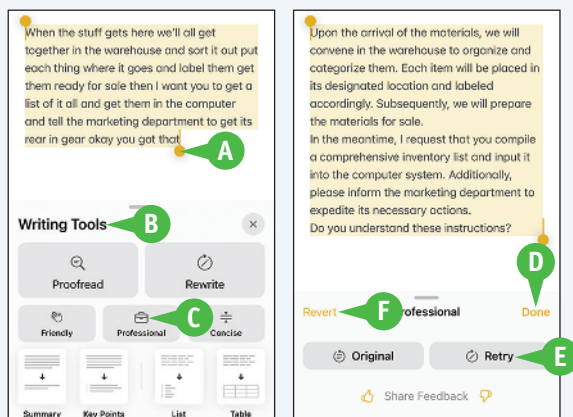 When the stuff gets here we'll all get
together in the warehouse and sort it out put
each thing where it goes and label them get
them ready for sale then I want you to get a
list of it all and get them in the computer
and tell the marketing department to get its
rear in gear okay you got that
A
Writing Tools
B
Proofread
Rewrite
Friendly
Professional
C
Concise
Summary
Key Points
List
Table
Upon the arrival of the materials, we will
convene in the warehouse to organize and
categorize them. Each item will be placed in
its designated location and labeled
accordingly. Subsequently, we will prepare
the materials for sale.
In the meantime, I request that you compile
a comprehensive inventory list and input it
into the computer system. Additionally,
please inform the marketing department to
expedite its necessary actions.
Do you understand these instructions?
D
Revert
F
rofessional
Done
Original
Retry
E
Share Feedback